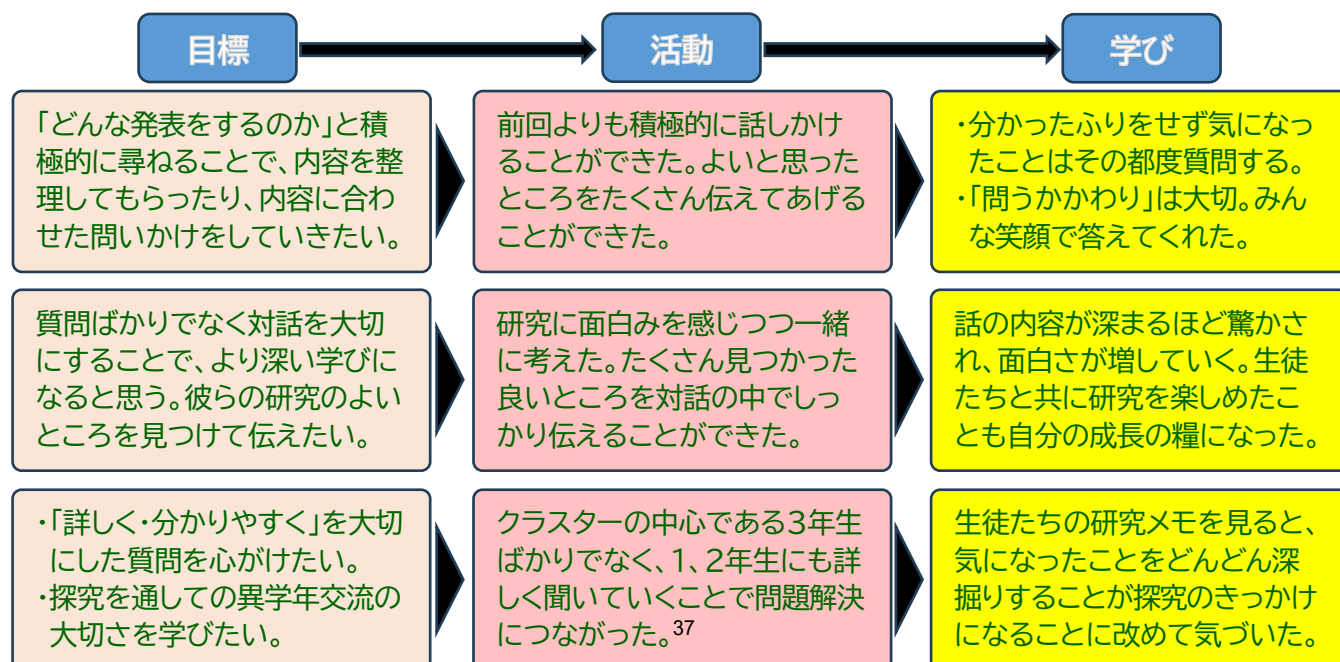 目標
活動
学び
「どんな発表をするのか」と積
極的に尋ねることで、内容を整
理してもらったり、内容に合わ
せた問いかけをしていきたい。
前回よりも積極的に話しかけ
ることができた。よいと思った
ところをたくさん伝えてあげる
ことができた。
・分かったふりをせず気になっ
たことはその都度質問する。
・「問うかかわり」は大切。みん
な笑顔で答えてくれた。
質問ばかりでなく対話を大切
にすることで、より深い学びに
なると思う。彼らの研究のよい
ところを見つけて伝えたい。
研究に面白みを感じつつ一緒
に考えた。たくさん見つかった
良いところを対話の中でしっ
かり伝えることができた。
話の内容が深まるほど驚かさ
れ、面白さが増していく。生徒
たちと共に研究を楽しめたこ
とも自分の成長の糧になった。
・「詳しく・分かりやすく」を大切
にした質問を心がけたい。
・探究を通しての異学年交流の
大切さを学びたい。
クラスターの中心である3年生
ばかりでなく、1、2年生にも詳
しく聞いていくことで問題解決
につながった。37
生徒たちの研究メモを見ると、
気になったことをどんどん深
掘りすることが探究のきっかけ
になることに改めて気づいた。